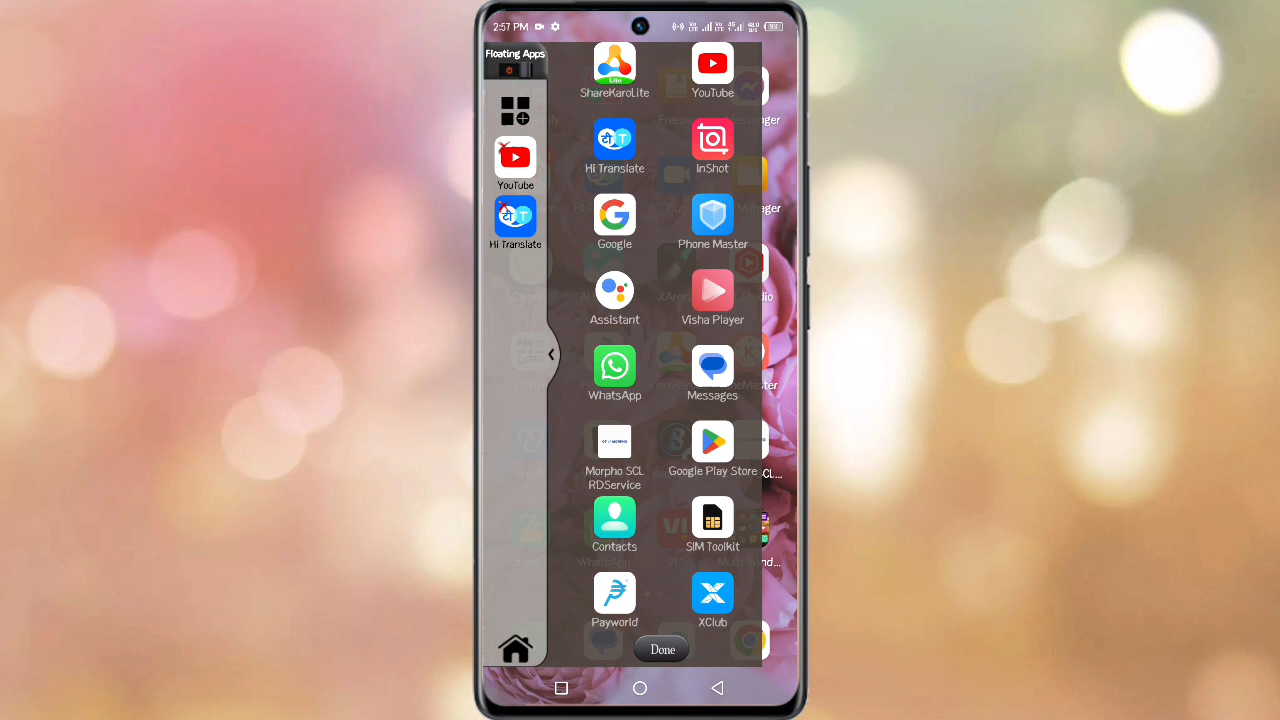 2:57 PM
Floating Apps
YouTube
Hi Translate
ShareKaroLite
YouTube
Hi Translate
InShot
Google
Phone Master
Assistant
Visha Player
WhatsApp
Messages
Morpho SCL
RDService
Google Play Store
Contacts
SIM Toolkit
Payworld
XClub
Done